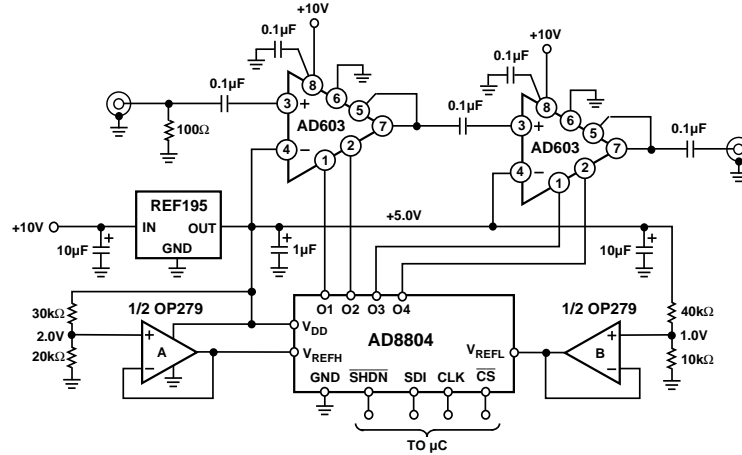 +10V
+10V
0.1µF
0.1µF
0.1µF
0.1µF
0.1µF
8
6
5
3
+
7
AD603
4
−
1
2
100Ω
8
6
5
3
+
7
AD603
4
−
1
2
REF195
+10V
IN
OUT
GND
+5.0V
10µF
+
+
1µF
+
10µF
30kΩ
1/2 OP279
2.0V
20kΩ
+
A
−
O1 O2 O3 O4
VDD
AD8804
VREFH
VREFL
GND SHDN SDI CLK CS
TO µC
1/2 OP279
40kΩ
1.0V
10kΩ
+
B
−